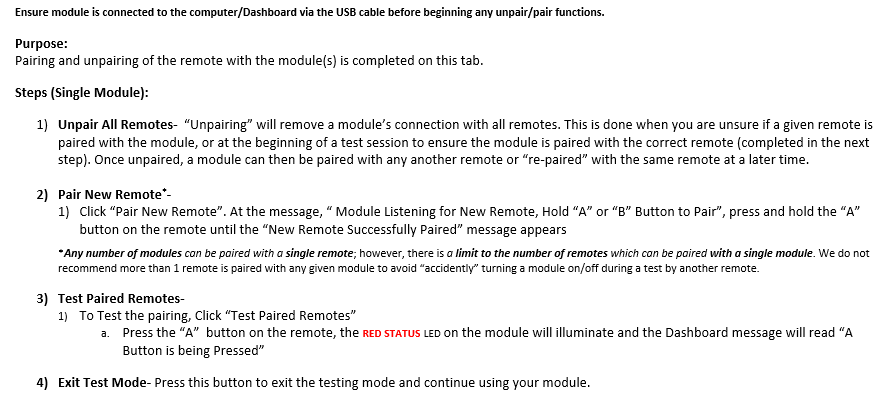 Ensure module is connected to the computer/Dashboard via the USB cable before beginning any unpair/pair functions.
Purpose:
Pairing and unpairing of the remote with the module(s) is completed on this tab.
Steps (Single Module):
1) Unpair All Remotes- “Unpairing” will remove a module’s connection with all remotes. This is done when you are unsure if a given remote is
paired with the module, or at the beginning of a test session to ensure the module is paired with the correct remote (completed in the next
step). Once unpaired, a module can then be paired with any another remote or “re-paired” with the same remote at a later time.
2) Pair New Remote*-
1) Click “Pair New Remote”. At the message, “ Module Listening for New Remote, Hold “A” or “B” Button to Pair”, press and hold the “A”
button on the remote until the “New Remote Successfully Paired” message appears
*Any number of modules can be paired with a single remote; however, there is a limit to the number of remotes which can be paired with a single module. We do not
recommend more than 1 remote is paired with any given module to avoid “accidently” turning a module on/off during a test by another remote.
3) Test Paired Remotes-
1) To Test the pairing, Click “Test Paired Remotes”
a. Press the “A” button on the remote, the RED STATUS LED on the module will illuminate and the Dashboard message will read “A
Button is being Pressed”
4) Exit Test Mode- Press this button to exit the testing mode and continue using your module.